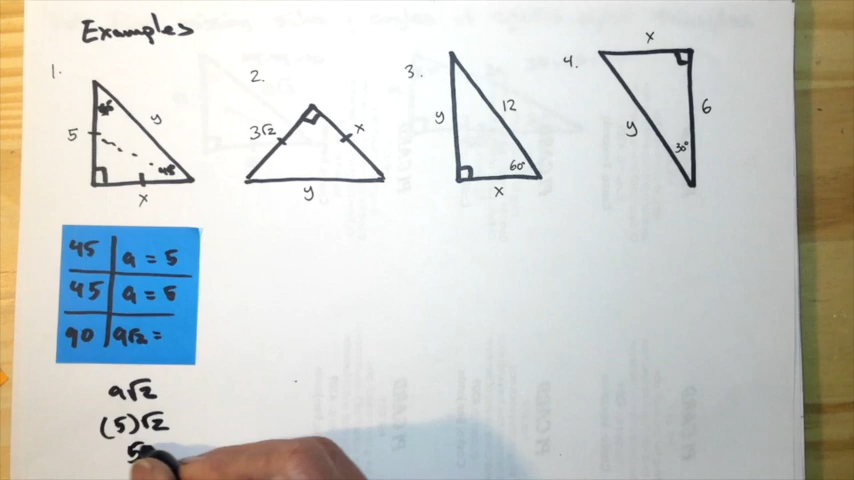 Examples
1.
45°
5
y
45°
x
2.
3√2
x
y
3.
y
12
60°
x
4.
x
6
y
30°
45 a = 5
45 a = 5
90 a√2 =
a√2
(5)√2
5